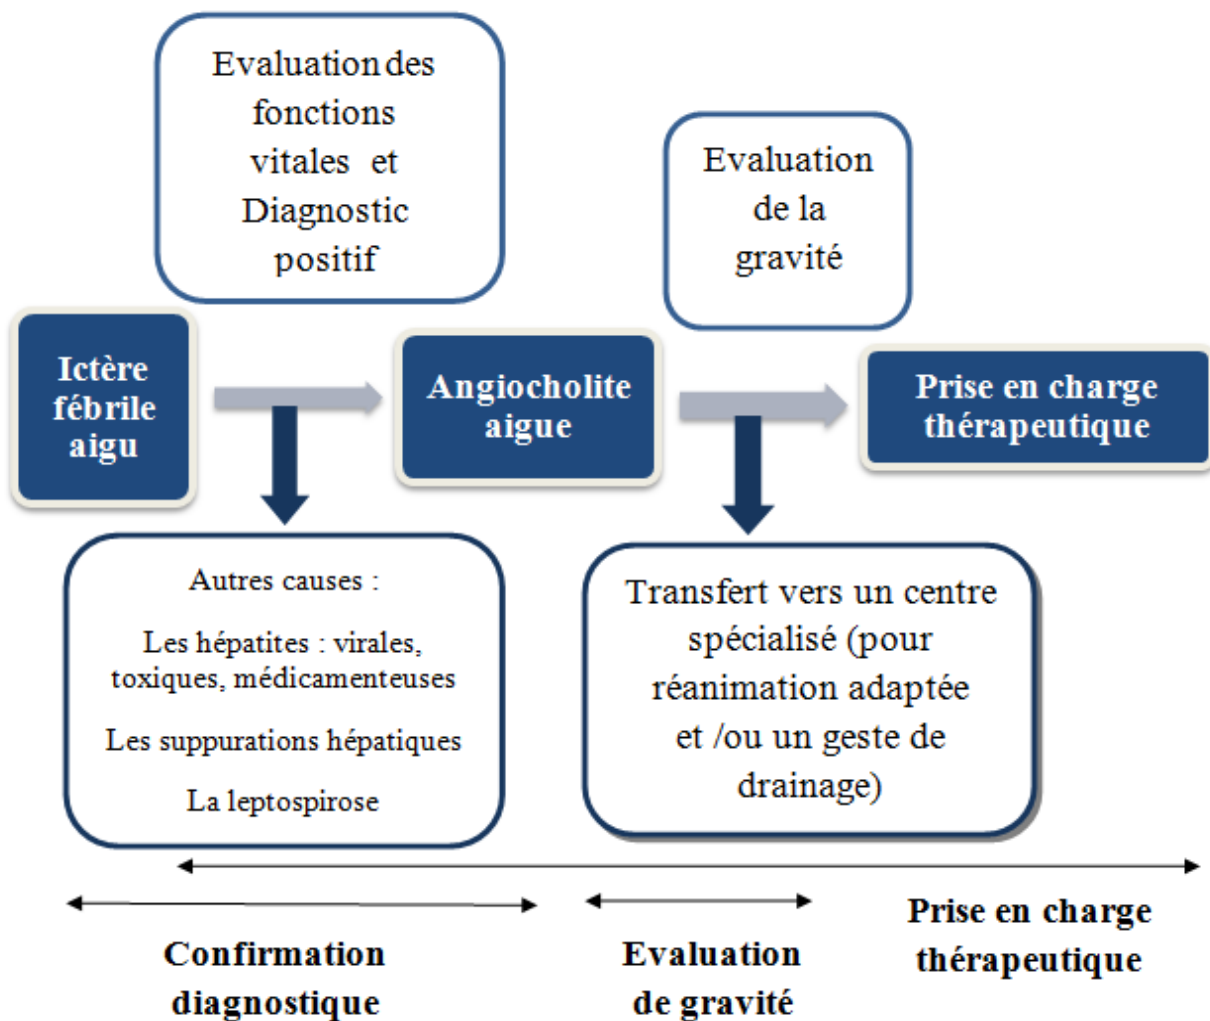 Evaluation des
fonctions
vitales et
Diagnostic
positif
Evaluation
de la
gravité
Ictère
fébrile
aigu
Angiocholite
aigue
Prise en charge
thérapeutique
Autres causes :
Les hépatites : virales,
toxiques, médicamenteuses
Les suppurations hépatiques
La leptospirose
Transfert vers un centre
spécialisé (pour
réanimation adaptée
et /ou un geste de
drainage)
Confirmation
diagnostique
Evaluation
de gravité
Prise en charge
thérapeutique